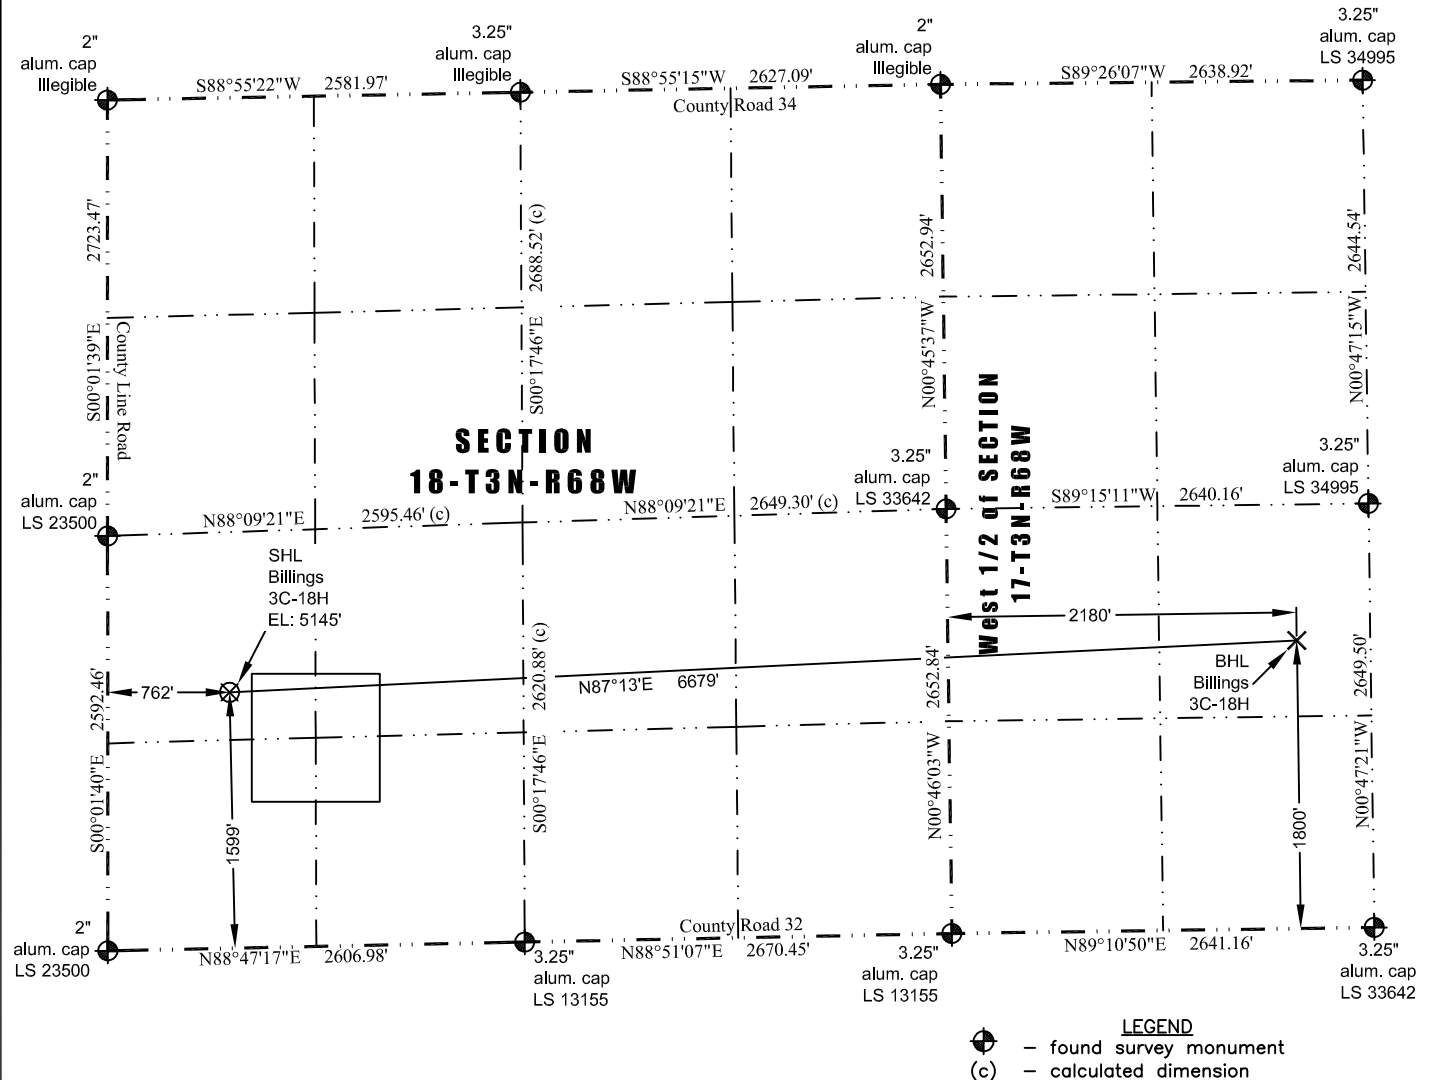 2"
alum. cap
Illegible
S88°55'22"W 2581.97'
3.25"
alum. cap
Illegible
S88°55'15"W 2627.09'
County Road 34
2"
alum. cap
Illegible
S89°26'07"W 2638.92'
3.25"
alum. cap
LS 34995
S00°01'39"E 2723.47'
County Line Road
S00°17'46"E 2688.52' (c)
N00°45'37"W 2652.94'
N00°47'15"W 2644.54'
SECTION
18-T3N-R68W
West 1/2 of SECTION
17-T3N-R68W
2"
alum. cap
LS 23500
N88°09'21"E 2595.46' (c)
N88°09'21"E 2649.30' (c)
3.25"
alum. cap
LS 33642
S89°15'11"W 2640.16'
3.25"
alum. cap
LS 34995
SHL
Billings
3C-18H
EL: 5145'
762'
1599'
N87°13'E 6679'
2180'
BHL
Billings
3C-18H
1800'
S00°01'40"E 2592.46'
S00°17'46"E 2620.88' (c)
N00°46'03"W 2652.84'
N00°47'21"W 2649.50'
2"
alum. cap
LS 23500
N88°47'17"E 2606.98'
3.25"
alum. cap
LS 13155
County Road 32
N88°51'07"E 2670.45'
3.25"
alum. cap
LS 13155
N89°10'50"E 2641.16'
3.25"
alum. cap
LS 33642
LEGEND
– found survey monument
(c) – calculated dimension